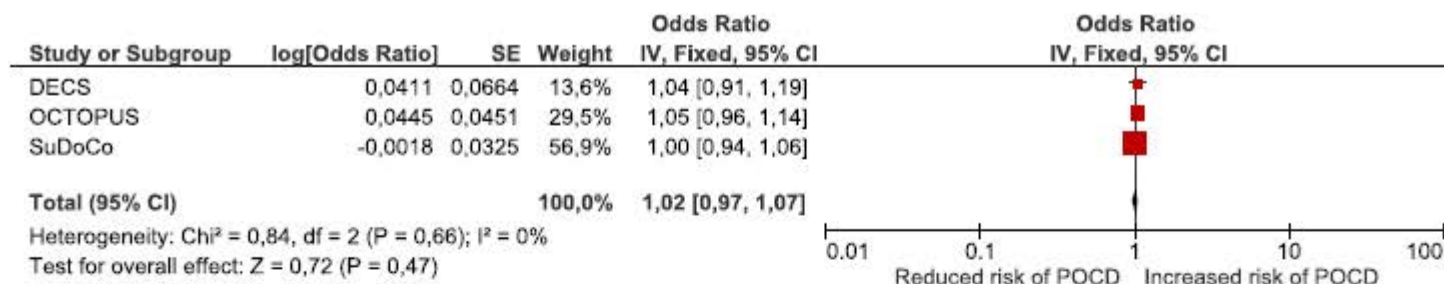 Odds Ratio Odds Ratio
Study or Subgroup log[Odds Ratio] SE Weight IV, Fixed, 95% CI IV, Fixed, 95% CI
DECS 0,0411 0,0664 13,6% 1,04 [0,91, 1,19]
OCTOPUS 0,0445 0,0451 29,5% 1,05 [0,96, 1,14]
SuDoCo -0,0018 0,0325 56,9% 1,00 [0,94, 1,06]
Total (95% CI) 100,0% 1,02 [0,97, 1,07]
Heterogeneity: Chi² = 0,84, df = 2 (P = 0,66); I² = 0%
0.01 0.1 1 10 100
Test for overall effect: Z = 0,72 (P = 0,47)
Reduced risk of POCD Increased risk of POCD